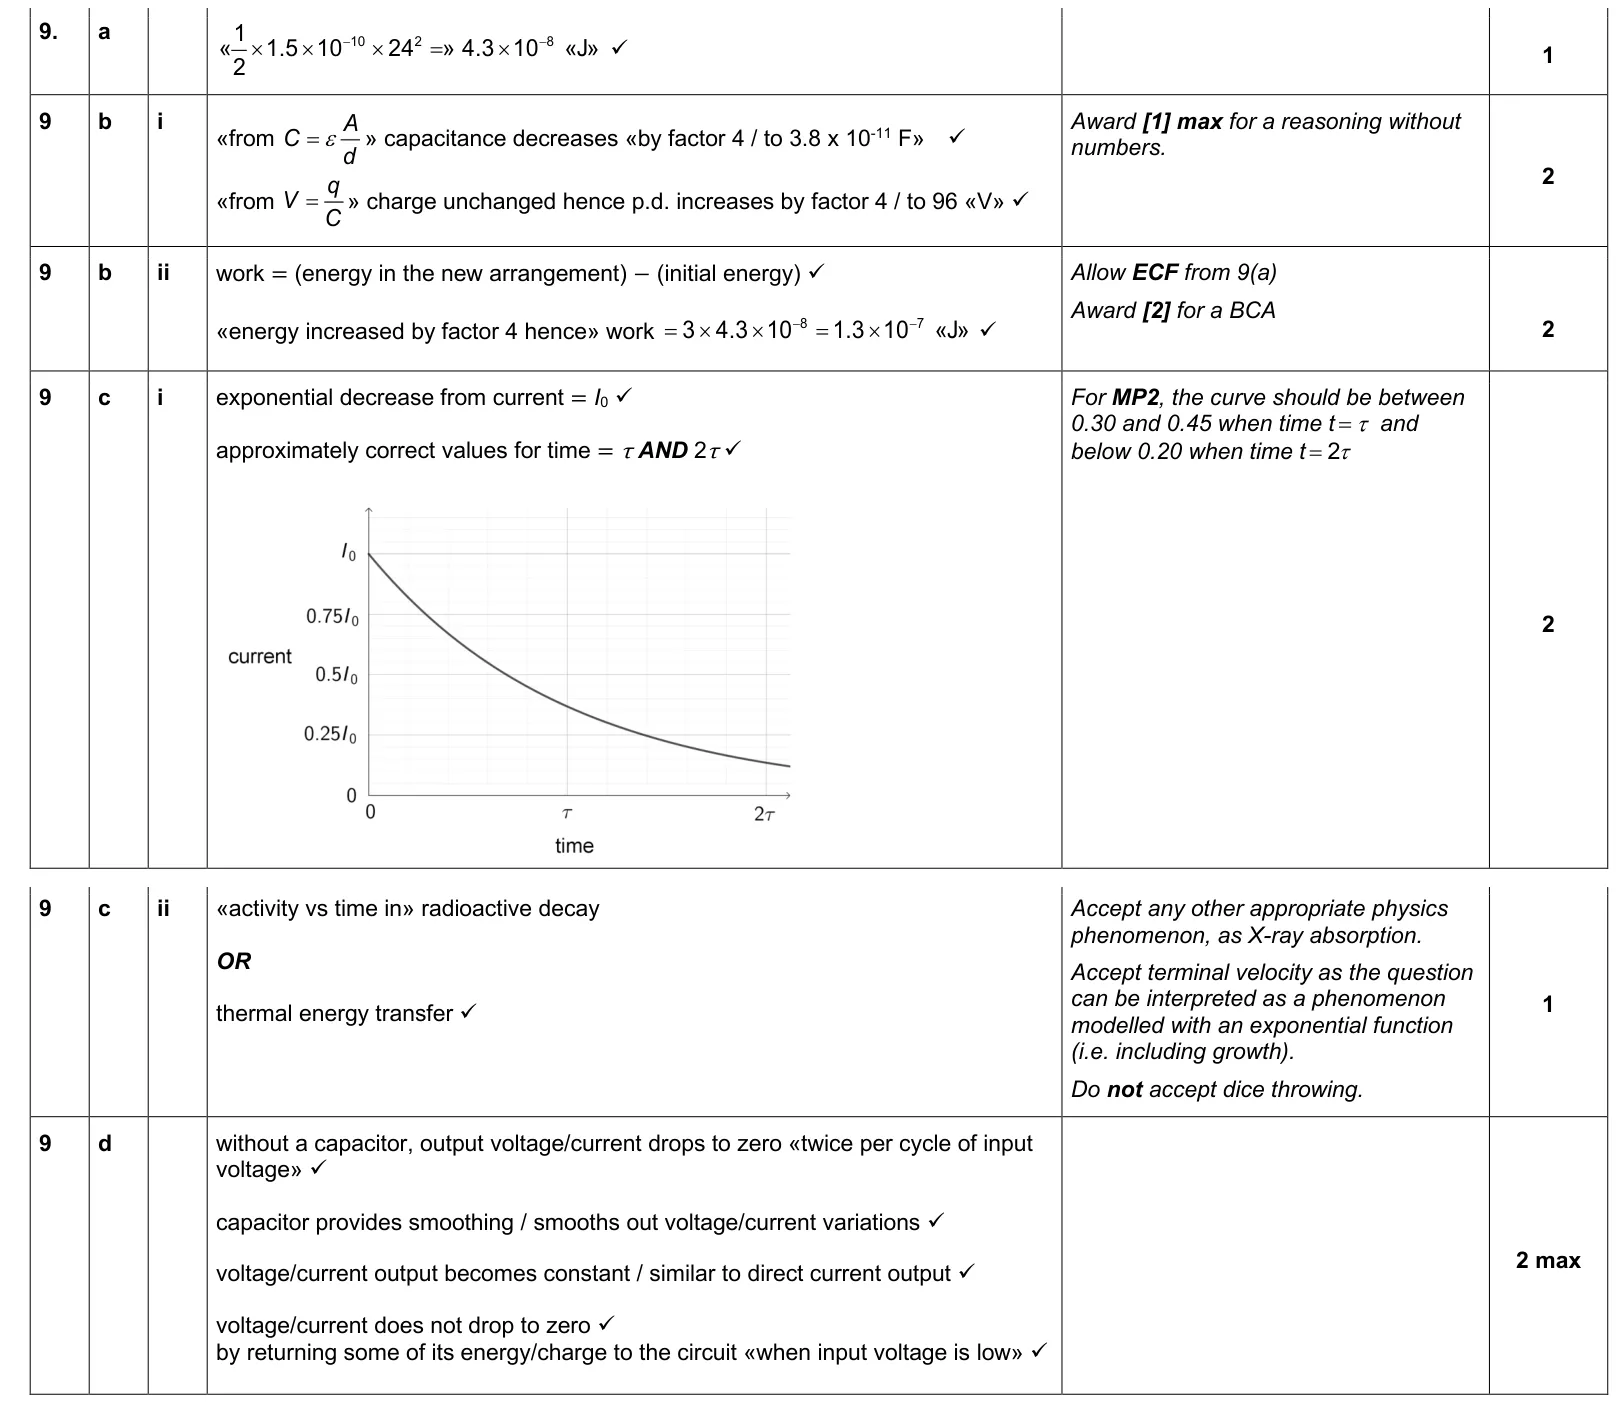 9. a «1/2 × 1.5 × 10⁻¹⁰ × 24² =» 4.3 × 10⁻⁸ «J» ✓ 1
9 b i «from C = ε A/d » capacitance decreases «by factor 4 / to 3.8 x 10⁻¹¹ F» ✓
«from V = q/C » charge unchanged hence p.d. increases by factor 4 / to 96 «V» ✓
Award [1] max for a reasoning without
numbers.
2
9 b ii work = (energy in the new arrangement) − (initial energy) ✓
«energy increased by factor 4 hence» work = 3 × 4.3 × 10⁻⁸ = 1.3 × 10⁻⁷ «J» ✓
Allow ECF from 9(a)
Award [2] for a BCA
2
9 c i exponential decrease from current = I₀ ✓
approximately correct values for time = τ AND 2τ ✓
I₀
0.75I₀
current
0.5I₀
0.25I₀
0
0 τ 2τ
time
For MP2, the curve should be between
0.30 and 0.45 when time t = τ and
below 0.20 when time t = 2τ
2
9 c ii «activity vs time in» radioactive decay
OR
thermal energy transfer ✓
Accept any other appropriate physics
phenomenon, as X-ray absorption.
Accept terminal velocity as the question
can be interpreted as a phenomenon
modelled with an exponential function
(i.e. including growth).
Do not accept dice throwing.
1
9 d without a capacitor, output voltage/current drops to zero «twice per cycle of input
voltage» ✓
capacitor provides smoothing / smooths out voltage/current variations ✓
voltage/current output becomes constant / similar to direct current output ✓
voltage/current does not drop to zero ✓
by returning some of its energy/charge to the circuit «when input voltage is low» ✓
2 max